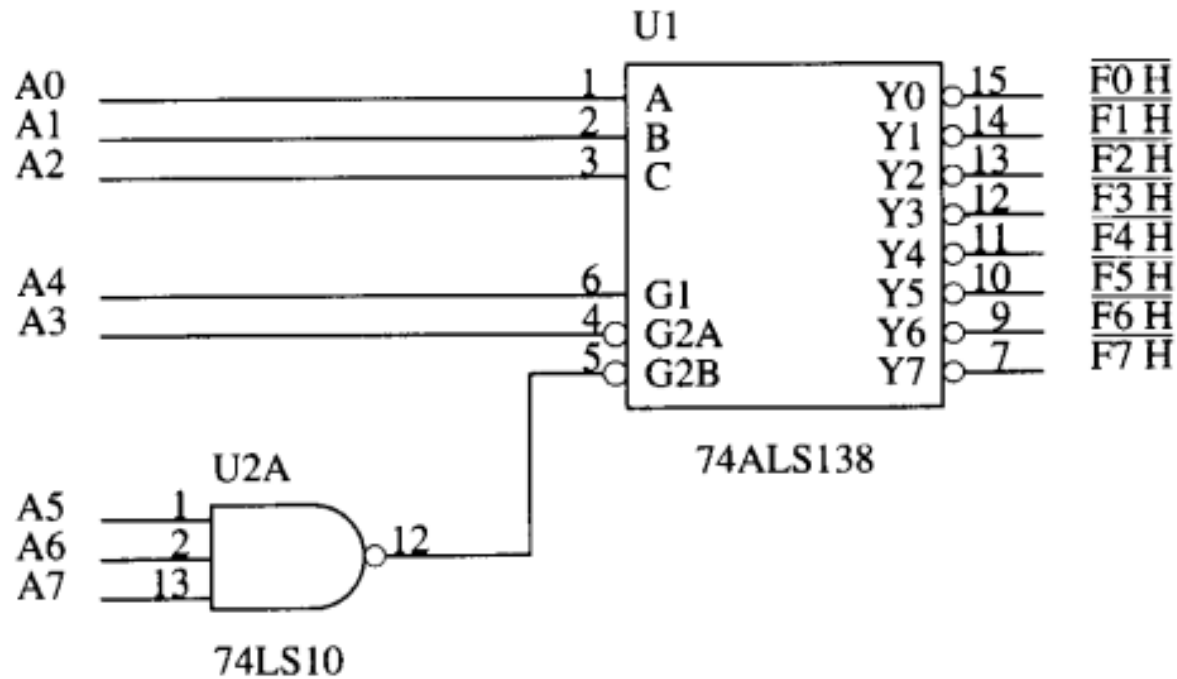 U1
A0 1 A Y0 15 F0 H
A1 2 B Y1 14 F1 H
A2 3 C Y2 13 F2 H
Y3 12 F3 H
Y4 11 F4 H
A4 6 G1 Y5 10 F5 H
A3 4 G2A Y6 9 F6 H
5 G2B Y7 7 F7 H
74ALS138
U2A
A5 1
A6 2 12
A7 13
74LS10